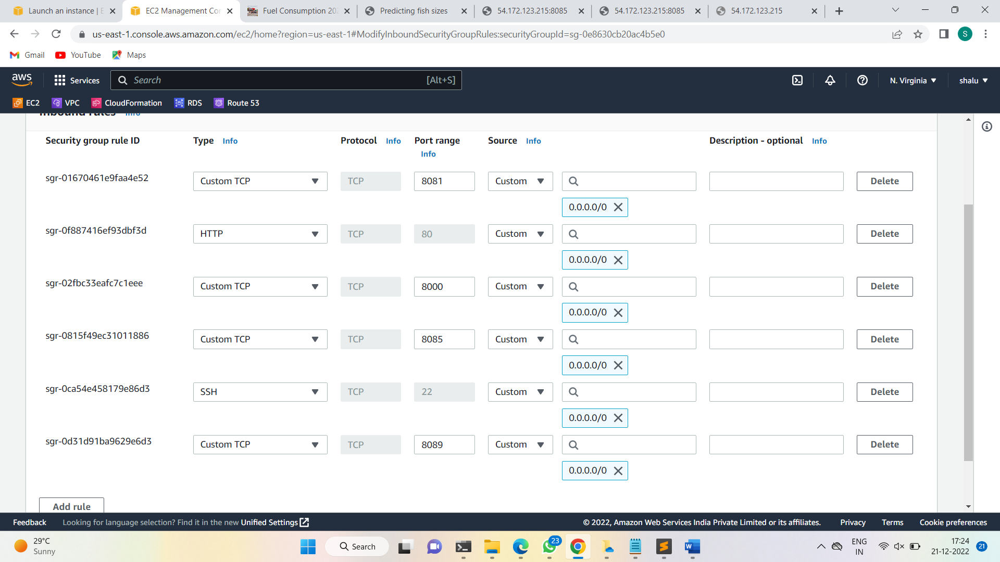 Launch an instance | E
EC2 Management Con
Fuel Consumption 202
Predicting fish sizes
54.172.123.215:8085
54.172.123.215:8085
54.172.123.215
us-east-1.console.aws.amazon.com/ec2/home?region=us-east-1#ModifyInboundSecurityGroupRules:securityGroupId=sg-0e8630cb20ac4b5e0
S
Gmail YouTube Maps
aws Services Search [Alt+S] N. Virginia shalu
EC2 VPC CloudFormation RDS Route 53
Inbound rules Info
Security group rule ID Type Info Protocol Info Port range Source Info Description - optional Info
Info
sgr-01670461e9faa4e52 Custom TCP TCP 8081 Custom Delete
0.0.0.0/0
sgr-0f887416ef93dbf3d HTTP TCP 80 Custom Delete
0.0.0.0/0
sgr-02fbc33eafc7c1eee Custom TCP TCP 8000 Custom Delete
0.0.0.0/0
sgr-0815f49ec31011886 Custom TCP TCP 8085 Custom Delete
0.0.0.0/0
sgr-0ca54e458179e86d3 SSH TCP 22 Custom Delete
0.0.0.0/0
sgr-0d31d91ba9629e6d3 Custom TCP TCP 8089 Custom Delete
0.0.0.0/0
Add rule
Feedback Looking for language selection? Find it in the new Unified Settings © 2022, Amazon Web Services India Private Limited or its affiliates. Privacy Terms Cookie preferences
29°C
Sunny
Search
23
W
ENG
IN
17:24
21-12-2022
21